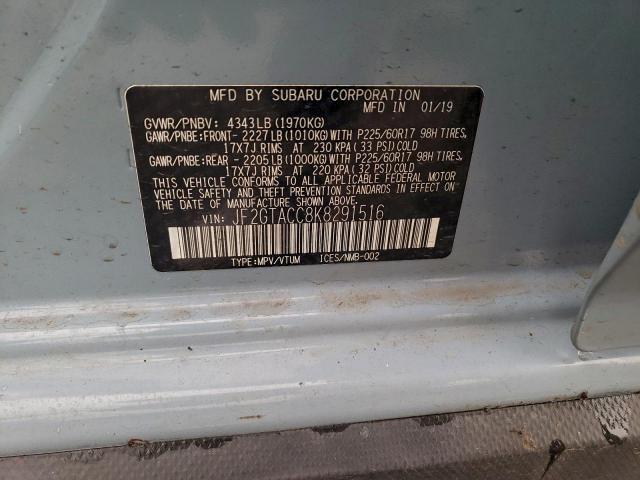 MFD BY SUBARU CORPORATION
MFD IN 01/19
GVWR/PNBV: 4343LB(1970KG)
GAWR/PNBE:FRONT- 2227LB(1010KG)WITH P225/60R17 98H TIRES,
17X7J RIMS AT 230 KPA(33 PSI)COLD
GAWR/PNBE:REAR - 2205LB(1000KG)WITH P225/60R17 98H TIRES,
17X7J RIMS AT 220 KPA(32 PSI)COLD
THIS VEHICLE CONFORMS TO ALL APPLICABLE FEDERAL MOTOR
VEHICLE SAFETY AND THEFT PREVENTION STANDARDS IN EFFECT ON
THE DATE OF MANUFACTURE SHOWN ABOVE.
VIN: JF2GTACC8K8291516
TYPE:MPV/VTUM ICES/NMB-002